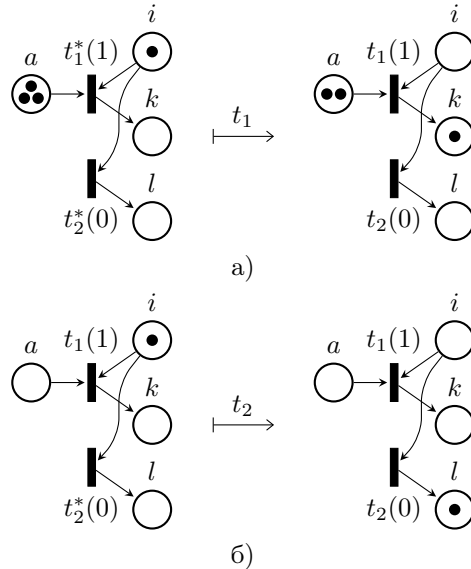 i i
a t₁*(1) a t₁(1)
k t₁ k
l l
t₂*(0) t₂(0)
а)
i i
a t₁(1) a t₁(1)
k t₂ k
l l
t₂*(0) t₂(0)
б)